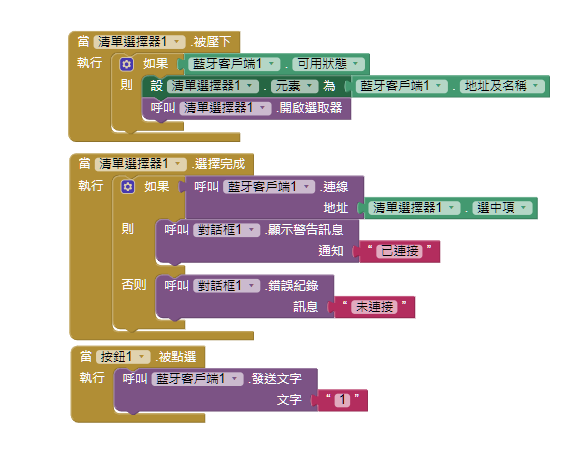 當 清單選擇器1 .被壓下
執行 如果 藍牙客戶端1 . 可用狀態
則 設 清單選擇器1 . 元素 為 藍牙客戶端1 . 地址及名稱
呼叫 清單選擇器1 .開啟選取器
當 清單選擇器1 .選擇完成
執行 如果 呼叫 藍牙客戶端1 .連線
地址 清單選擇器1 . 選中項
則 呼叫 對話框1 .顯示警告訊息
通知 “ 已連接 ”
否則 呼叫 對話框1 .錯誤紀錄
訊息 “ 未連接 ”
當 按鈕1 .被點選
執行 呼叫 藍牙客戶端1 .發送文字
文字 “ 1 ”